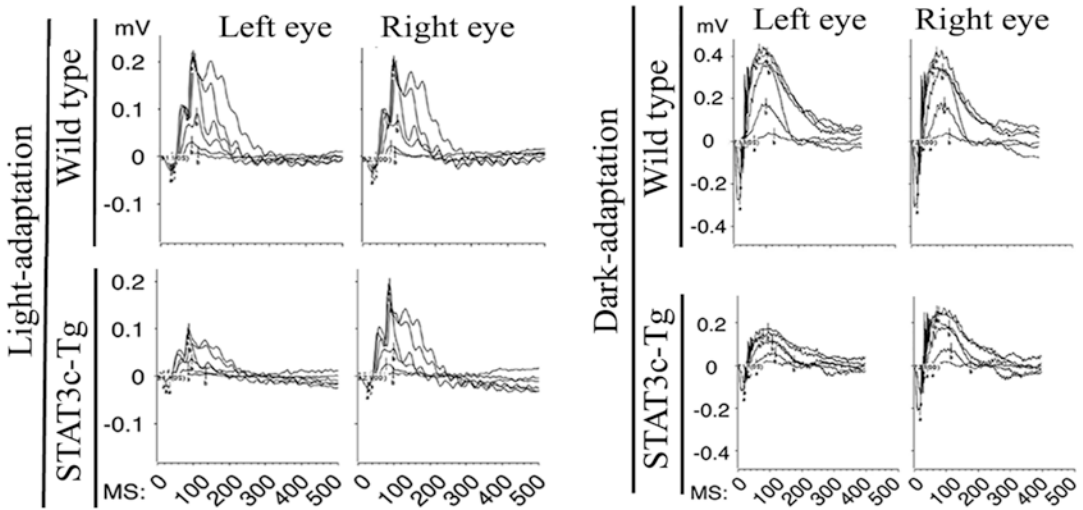 Left eye Right eye
mV
0.2
0.1
0
-0.1
Wild type
Light-adaptation
STAT3c-Tg
0.2
0.1
0
-0.1
MS: 0 100 200 300 400 500 0 100 200 300 400 500
Left eye Right eye
mV
0.4
0.2
0
-0.2
-0.4
Wild type
Dark-adaptation
STAT3c-Tg
0.2
0
-0.2
-0.4
MS: 0 100 200 300 400 500 0 100 200 300 400 500